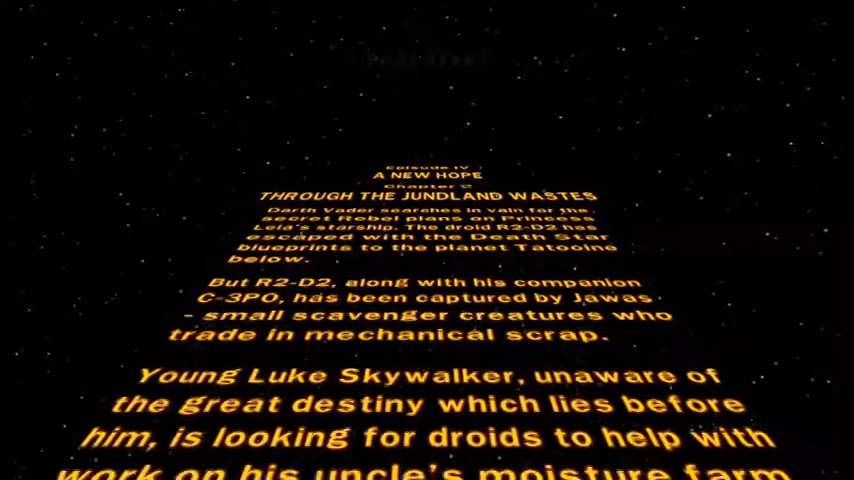 Episode IV
A NEW HOPE
Chapter 2
THROUGH THE JUNDLAND WASTES
Darth Vader searches in vain for the
secret Rebel plans on Princess
Leia's starship. The droid R2-D2 has
escaped with the Death Star
blueprints to the planet Tatooine
below.
But R2-D2, along with his companion
C-3PO, has been captured by Jawas
- small scavenger creatures who
trade in mechanical scrap.
Young Luke Skywalker, unaware of
the great destiny which lies before
him, is looking for droids to help with
work on his uncle's moisture farm